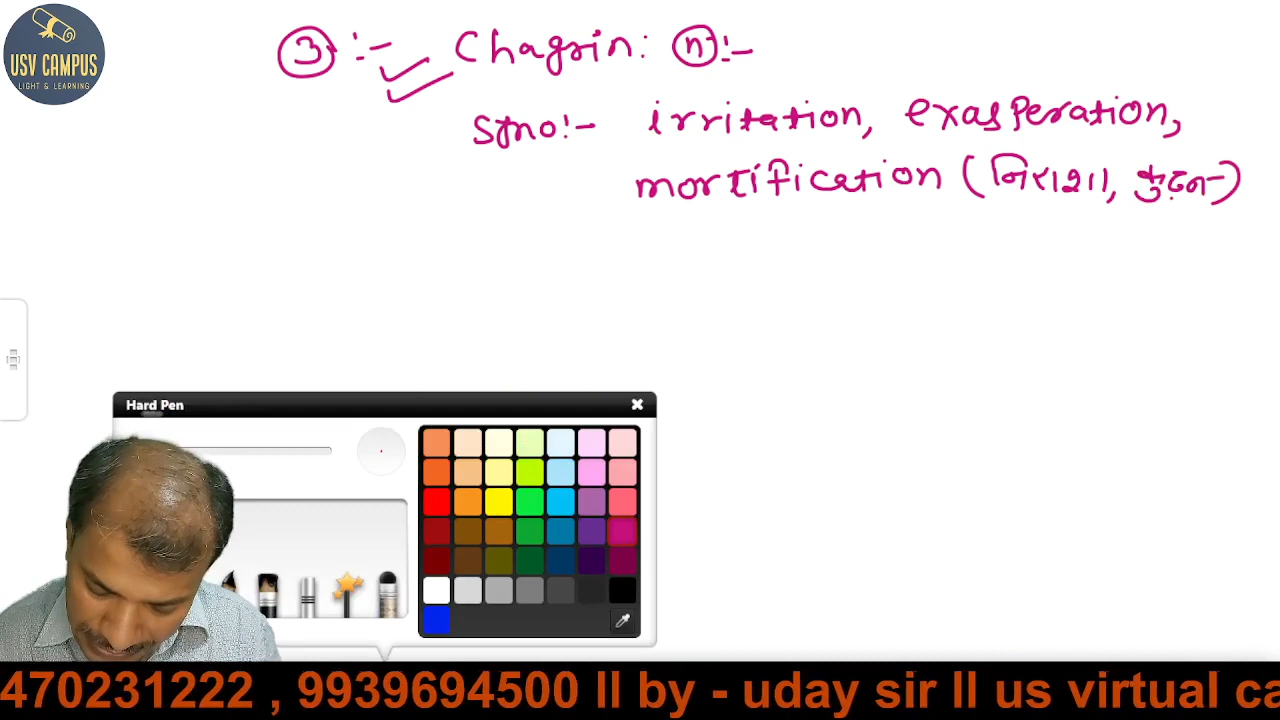 USV CAMPUS
LIGHT & LEARNING
3 :- Chagrin: n :-
Syno:- irritation, exasperation,
mortification (निराशा, कुढ़न)
Hard Pen
470231222 , 9939694500 ll by - uday sir ll us virtual ca